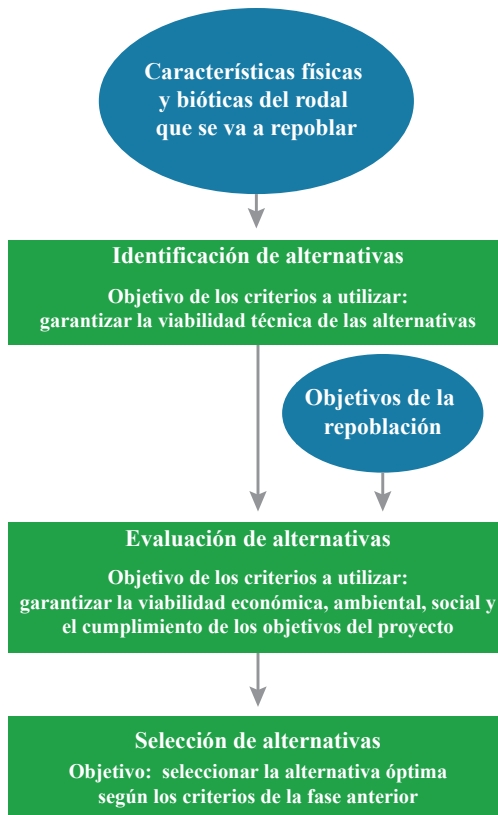 Características físicas
y bióticas del rodal
que se va a repoblar
Identificación de alternativas
Objetivo de los criterios a utilizar:
garantizar la viabilidad técnica de las alternativas
Objetivos de la
repoblación
Evaluación de alternativas
Objetivo de los criterios a utilizar:
garantizar la viabilidad económica, ambiental, social y
el cumplimiento de los objetivos del proyecto
Selección de alternativas
Objetivo: seleccionar la alternativa óptima
según los criterios de la fase anterior